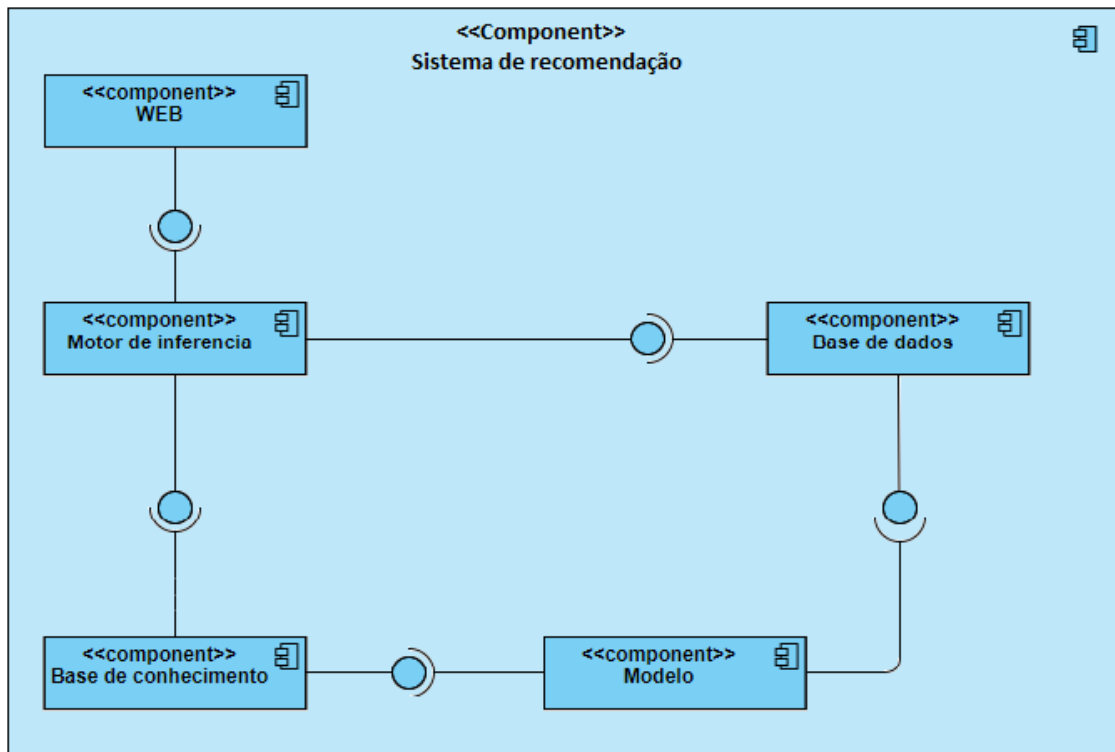 <<Component>>
Sistema de recomendação
<<component>>
WEB
<<component>>
Motor de inferencia
<<component>>
Base de dados
<<component>>
Base de conhecimento
<<component>>
Modelo